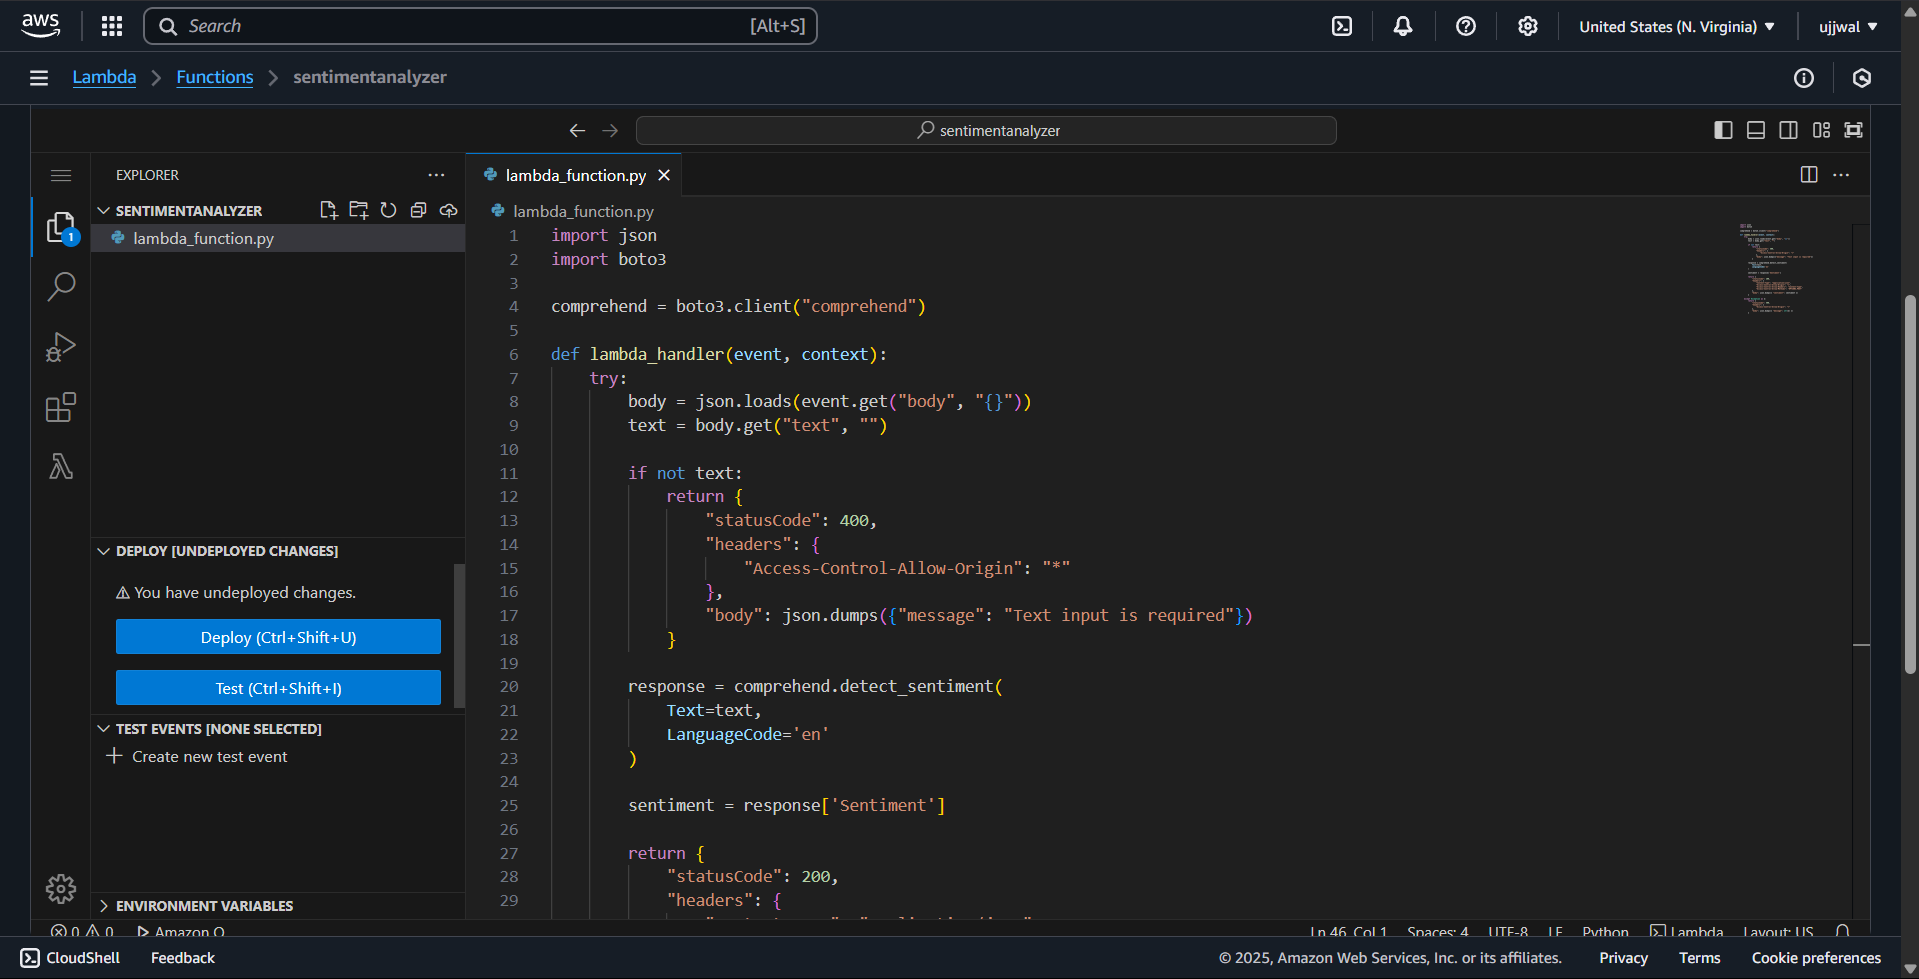 aws
Search [Alt+S]
United States (N. Virginia)
ujjwal
Lambda Functions sentimentanalyzer
sentimentanalyzer
EXPLORER
SENTIMENTANALYZER
lambda_function.py
1
DEPLOY [UNDEPLOYED CHANGES]
You have undeployed changes.
Deploy (Ctrl+Shift+U)
Test (Ctrl+Shift+I)
TEST EVENTS [NONE SELECTED]
Create new test event
ENVIRONMENT VARIABLES
lambda_function.py
lambda_function.py
1 import json
2 import boto3
3
4 comprehend = boto3.client("comprehend")
5
6 def lambda_handler(event, context):
7 try:
8 body = json.loads(event.get("body", "{}"))
9 text = body.get("text", "")
10
11 if not text:
12 return {
13 "statusCode": 400,
14 "headers": {
15 "Access-Control-Allow-Origin": "*"
16 },
17 "body": json.dumps({"message": "Text input is required"})
18 }
19
20 response = comprehend.detect_sentiment(
21 Text=text,
22 LanguageCode='en'
23 )
24
25 sentiment = response['Sentiment']
26
27 return {
28 "statusCode": 200,
29 "headers": {
0 0 Amazon Q
Ln 46, Col 1 Spaces: 4 UTF-8 LF Python Lambda Layout: US
CloudShell Feedback
© 2025, Amazon Web Services, Inc. or its affiliates. Privacy Terms Cookie preferences